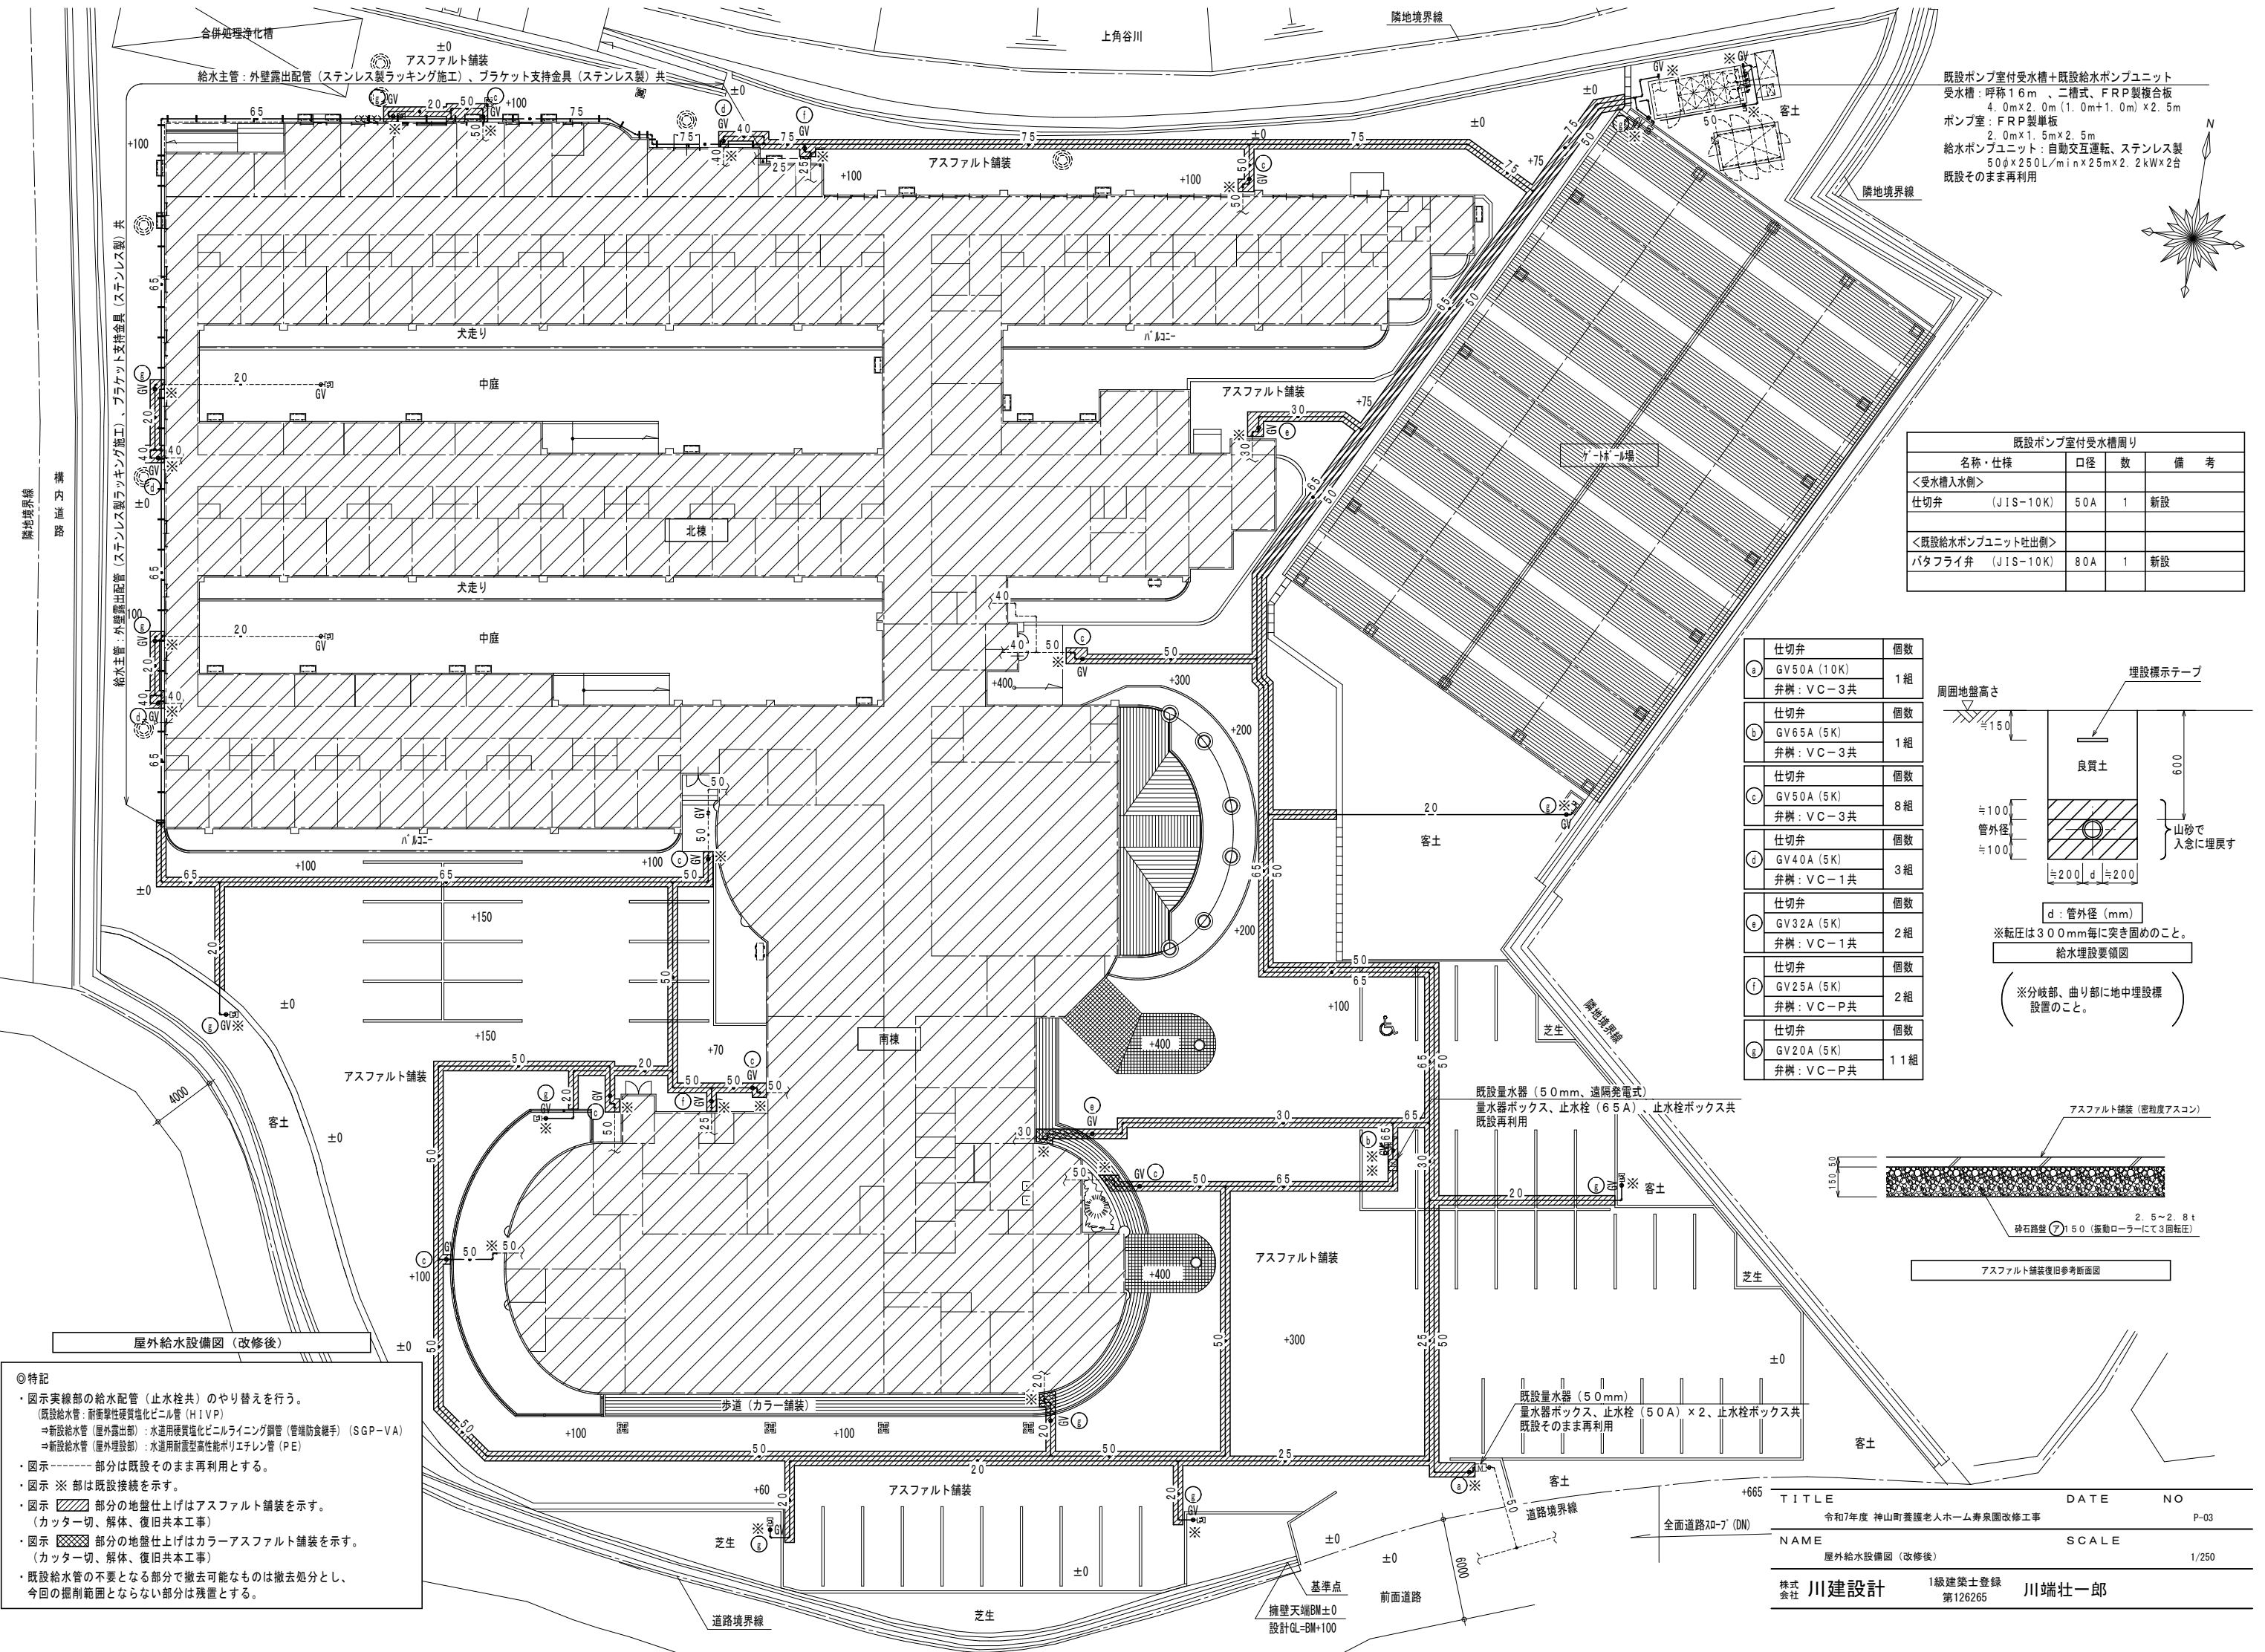 合併処理浄化槽
±0
アスファルト舗装
給水主管：外壁露出配管（ステンレス製ラッキング施工）、ブラケット支持金具（ステンレス製）共
上角谷川
隣地境界線
既設ポンプ室付受水槽＋既設給水ポンプユニット
受水槽：呼称１６ｍ　、二槽式、ＦＲＰ製複合板
４．０ｍ×２．０ｍ（１．０ｍ＋１．０ｍ）×２．５ｍ
ポンプ室：ＦＲＰ製単板
２．０ｍ×１．５ｍ×２．５ｍ
給水ポンプユニット：自動交互運転、ステンレス製
５０φ×２５０Ｌ／ｍｉｎ×２５ｍ×２．２ｋＷ×２台
既設そのまま再利用
隣地境界線
客土
N
アスファルト舗装
給水主管：外壁露出配管（ステンレス製ラッキング施工）、ブラケット支持金具（ステンレス製）共
隣地境界線
構内道路
犬走り
バルコニー
中庭
アスファルト舗装
ゲートボール場
北棟
犬走り
中庭
バルコニー
客土
既設ポンプ室付受水槽周り
名称・仕様 口径 数 備　考
＜受水槽入水側＞
仕切弁 （ＪＩＳ−１０Ｋ） ５０Ａ １ 新設
＜既設給水ポンプユニット吐出側＞
バタフライ弁 （ＪＩＳ−１０Ｋ） ８０Ａ １ 新設
仕切弁 個数
ⓐ ＧＶ５０Ａ（１０Ｋ） １組
弁桝：ＶＣ−３共
仕切弁 個数
ⓑ ＧＶ６５Ａ（５Ｋ） １組
弁桝：ＶＣ−３共
仕切弁 個数
ⓒ ＧＶ５０Ａ（５Ｋ） ８組
弁桝：ＶＣ−３共
仕切弁 個数
ⓓ ＧＶ４０Ａ（５Ｋ） ３組
弁桝：ＶＣ−１共
仕切弁 個数
ⓔ ＧＶ３２Ａ（５Ｋ） ２組
弁桝：ＶＣ−１共
仕切弁 個数
ⓕ ＧＶ２５Ａ（５Ｋ） ２組
弁桝：ＶＣ−Ｐ共
仕切弁 個数
ⓖ ＧＶ２０Ａ（５Ｋ） １１組
弁桝：ＶＣ−Ｐ共
埋設標示テープ
周囲地盤高さ
≒150
良質土
600
≒100
管外径
≒100
山砂で
入念に埋戻す
≒200 d ≒200
ｄ：管外径（ｍｍ）
※転圧は３００ｍｍ毎に突き固めのこと。
給水埋設要領図
※分岐部、曲り部に地中埋設標
設置のこと。
アスファルト舗装（密粒度アスコン）
50
150
２．５～２．８ｔ
砕石路盤㋐１５０（振動ローラーにて３回転圧）
アスファルト舗装復旧参考断面図
南棟
アスファルト舗装
4000
客土
隣地境界線
芝生
既設量水器（５０ｍｍ、遠隔発電式）
量水器ボックス、止水栓（６５Ａ）、止水栓ボックス共
既設再利用
客土
アスファルト舗装
芝生
+300
±0
既設量水器（５０ｍｍ）
量水器ボックス、止水栓（５０Ａ）×２、止水栓ボックス共
既設そのまま再利用
客土
歩道（カラー舗装）
アスファルト舗装
芝生
客土
道路境界線
+665
全面道路ｽﾛｰﾌﾟ(DN)
6000
前面道路
基準点
擁壁天端BM±0
設計GL=BM+100
芝生
道路境界線
屋外給水設備図（改修後）
◎特記
・図示実線部の給水配管（止水栓共）のやり替えを行う。
（既設給水管：耐衝撃性硬質塩化ビニル管（ＨＩＶＰ）
⇒新設給水管（屋外露出部）：水道用硬質塩化ビニルライニング鋼管（管端防食継手）（ＳＧＰ−ＶＡ）
⇒新設給水管（屋外埋設部）：水道用耐震型高性能ポリエチレン管（ＰＥ）
・図示------- 部分は既設そのまま再利用とする。
・図示 ※ 部は既設接続を示す。
・図示 部分の地盤仕上げはアスファルト舗装を示す。
（カッター切、解体、復旧共本工事）
・図示 部分の地盤仕上げはカラーアスファルト舗装を示す。
（カッター切、解体、復旧共本工事）
・既設給水管の不要となる部分で撤去可能なものは撤去処分とし、
今回の掘削範囲とならない部分は残置とする。
ＴＩＴＬＥ ＤＡＴＥ ＮＯ
令和7年度 神山町養護老人ホーム寿泉園改修工事 P-03
ＮＡＭＥ ＳＣＡＬＥ
屋外給水設備図（改修後） 1/250
株式会社 川建設計 1級建築士登録 第126265 川端壮一郎